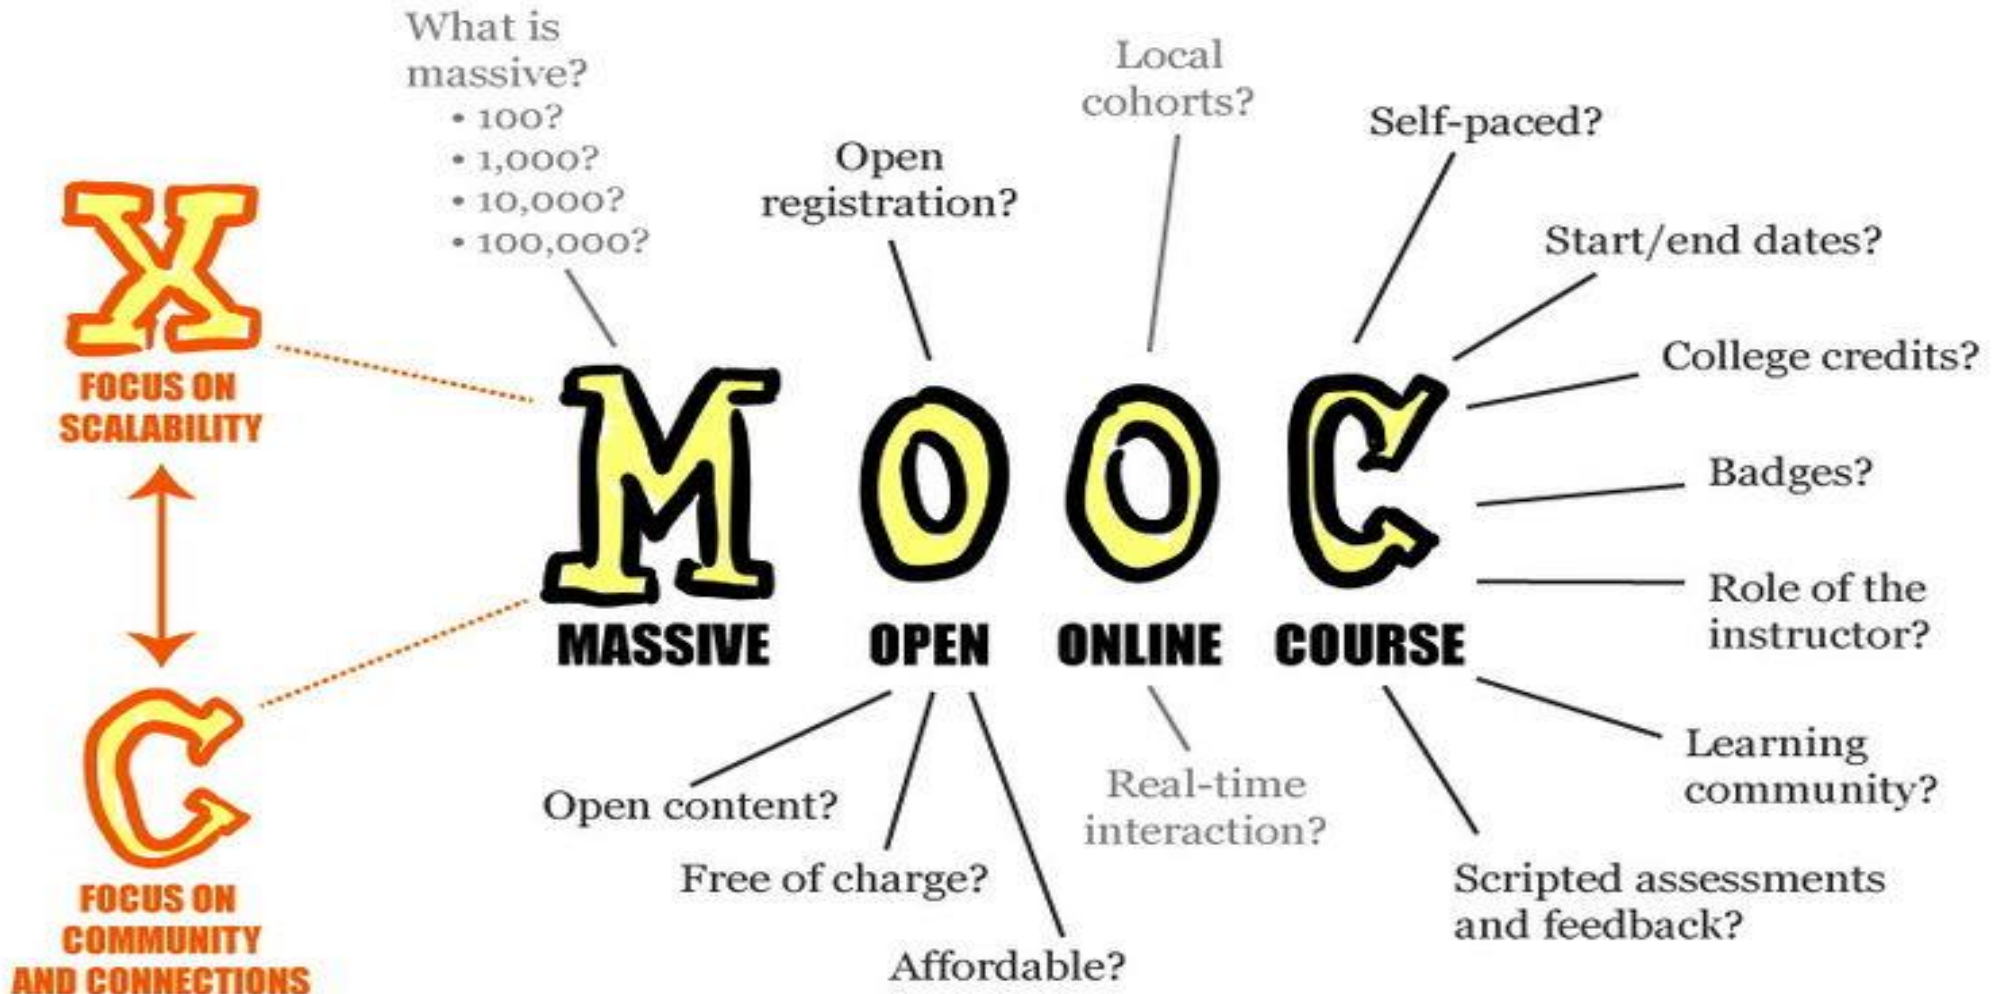 What is
massive?
• 100?
• 1,000?
• 10,000?
• 100,000?
Open
registration?
Local
cohorts?
Self-paced?
Start/end dates?
College credits?
Badges?
Role of the
instructor?
Learning
community?
Scripted assessments
and feedback?
X
FOCUS ON
SCALABILITY
C
FOCUS ON
COMMUNITY
AND CONNECTIONS
MOOC
MASSIVE OPEN ONLINE COURSE
Open content?
Free of charge?
Affordable?
Real-time
interaction?